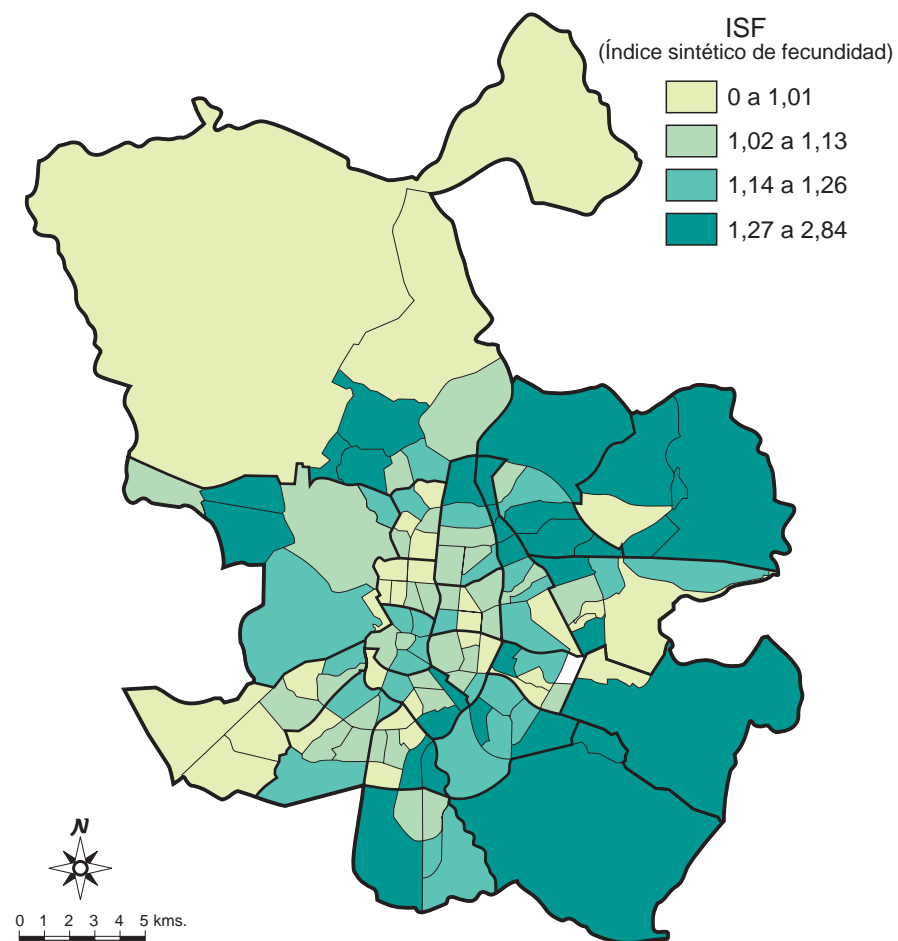 ISF
(Índice sintético de fecundidad)
0 a 1,01
1,02 a 1,13
1,14 a 1,26
1,27 a 2,84
N
0 1 2 3 4 5 kms.